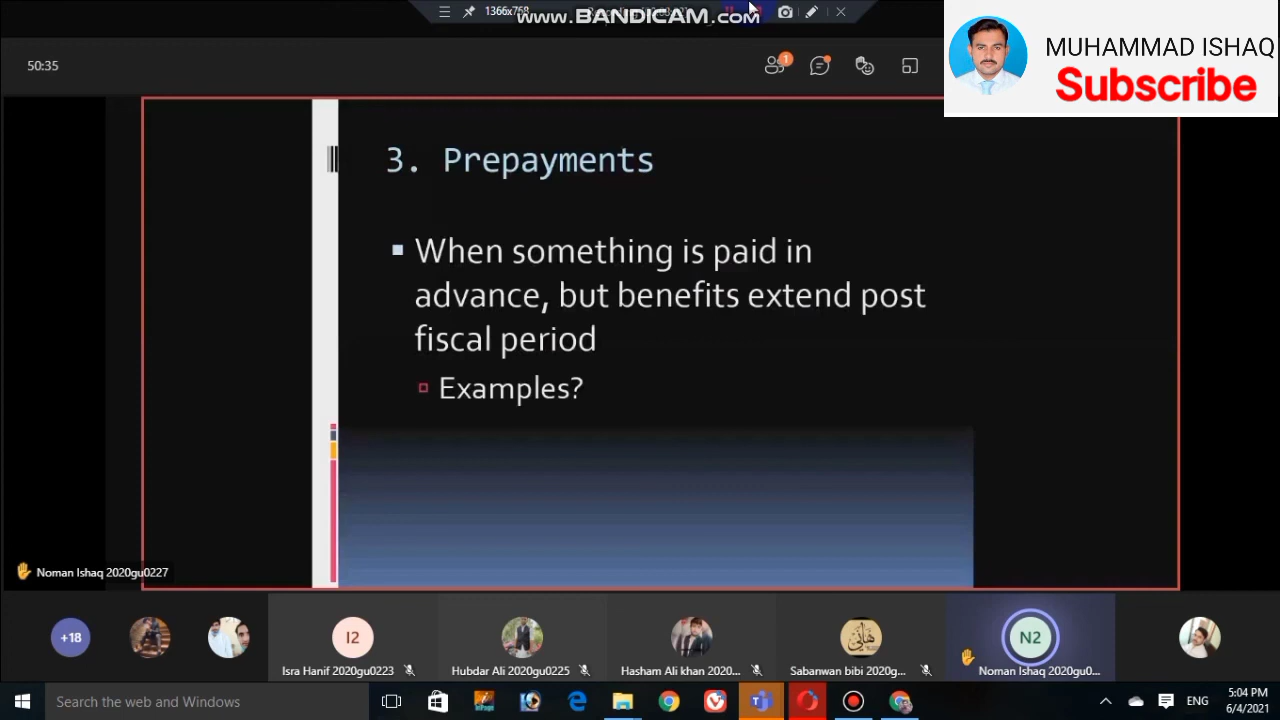 1366x768
www.BANDICAM.com
MUHAMMAD ISHAQ
Subscribe
50:35
1
3. Prepayments
When something is paid in
advance, but benefits extend post
fiscal period
Examples?
Noman Ishaq 2020gu0227
+18
I2
N2
Isra Hanif 2020gu0223
Hubdar Ali 2020gu0225
Hasham Ali khan 2020...
Sabanwan bibi 2020g...
Noman Ishaq 2020gu0...
Search the web and Windows
ENG
5:04 PM
6/4/2021